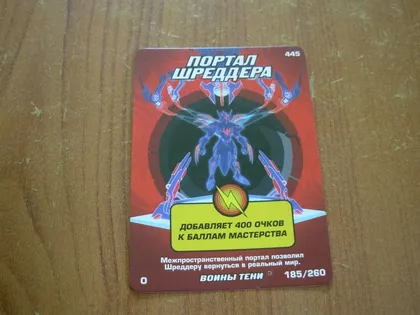 445
ПОРТАЛ
ШРЕДДЕРА
ДОБАВЛЯЕТ 400 ОЧКОВ
К БАЛЛАМ МАСТЕРСТВА
Межпространственный портал позволил
Шреддеру вернуться в реальный мир.
0 ВОИНЫ ТЕНИ 185/260